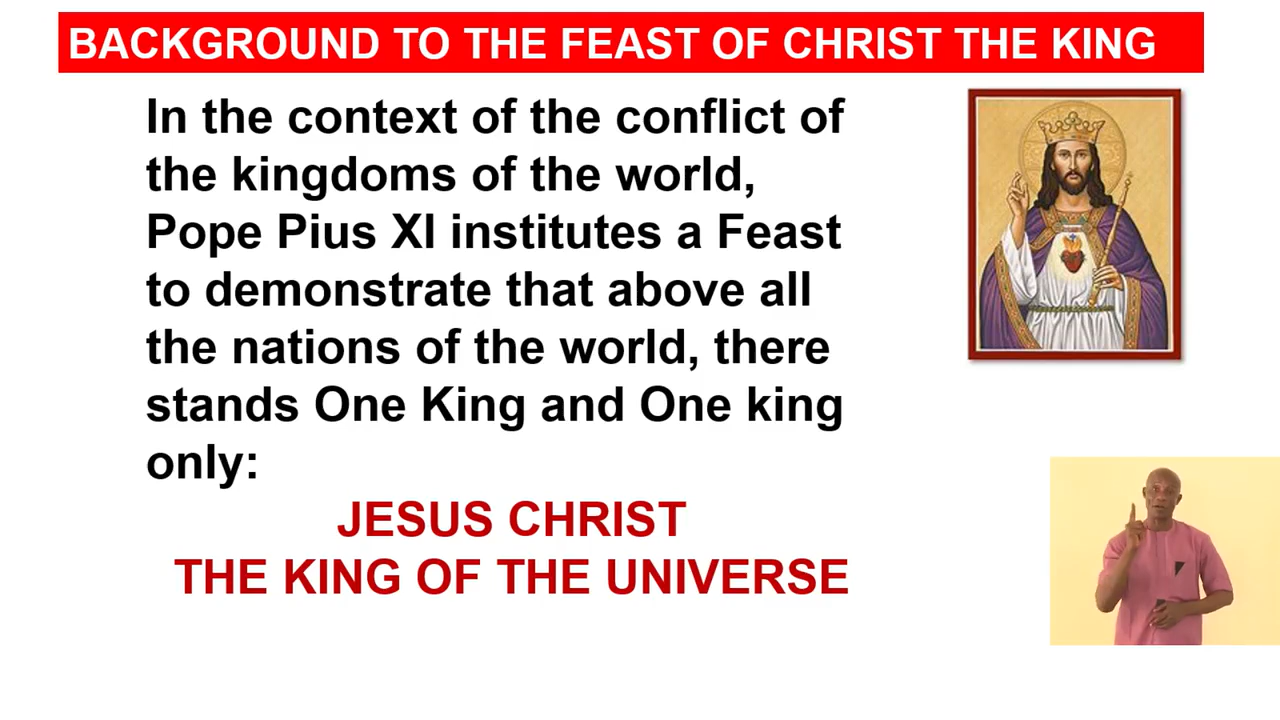 BACKGROUND TO THE FEAST OF CHRIST THE KING
In the context of the conflict of
the kingdoms of the world,
Pope Pius XI institutes a Feast
to demonstrate that above all
the nations of the world, there
stands One King and One king
only:
JESUS CHRIST
THE KING OF THE UNIVERSE